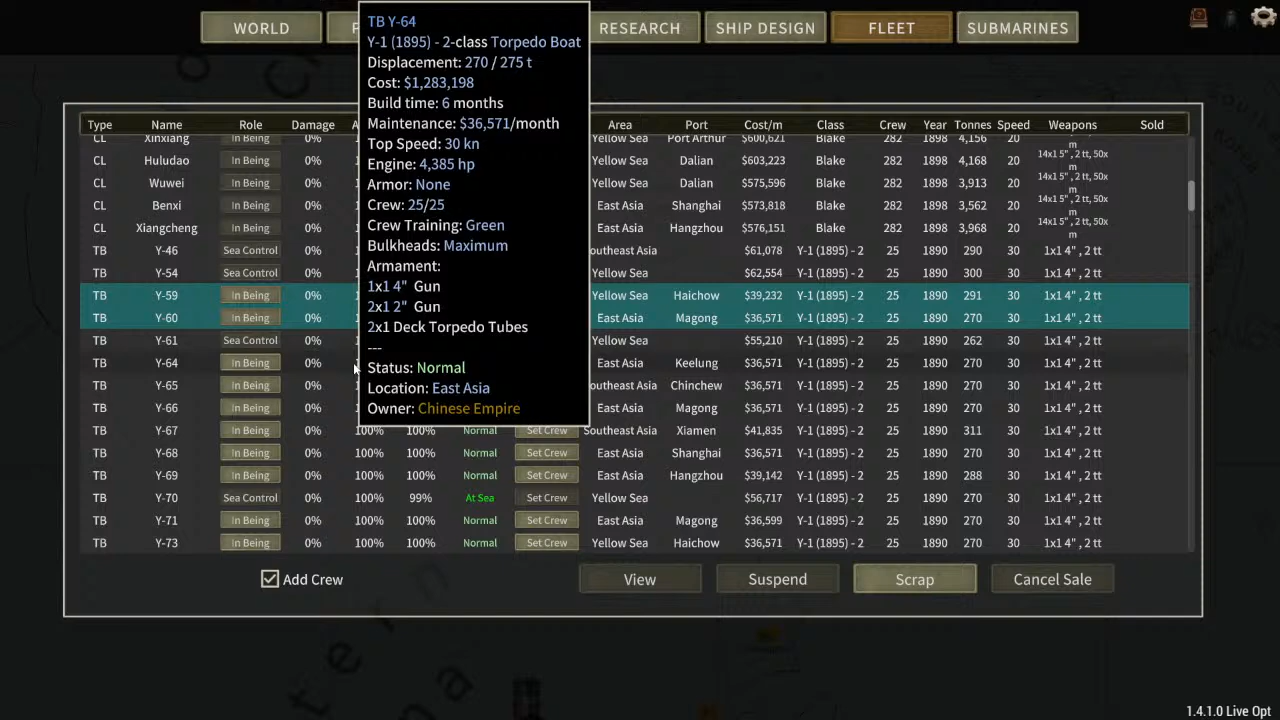 WORLD
F
RESEARCH
SHIP DESIGN
FLEET
SUBMARINES
TB Y-64
Y-1 (1895) - 2-class Torpedo Boat
Displacement: 270 / 275 t
Cost: $1,283,198
Build time: 6 months
Maintenance: $36,571/month
Top Speed: 30 kn
Engine: 4,385 hp
Armor: None
Crew: 25/25
Crew Training: Green
Bulkheads: Maximum
Armament:
1x1 4" Gun
2x1 2" Gun
2x1 Deck Torpedo Tubes
---
Status: Normal
Location: East Asia
Owner: Chinese Empire
Type Name Role Damage A Area Port Cost/m Class Crew Year Tonnes Speed Weapons Sold
CL Xinxiang In Being 0% Yellow Sea Port Arthur $600,621 Blake 282 1898 4,156 20 m
CL Huludao In Being 0% Yellow Sea Dalian $603,223 Blake 282 1898 4,168 20 14x1 5" , 2 tt, 50x m
CL Wuwei In Being 0% Yellow Sea Dalian $575,596 Blake 282 1898 3,913 20 14x1 5" , 2 tt, 50x m
CL Benxi In Being 0% East Asia Shanghai $573,818 Blake 282 1898 3,562 20 14x1 5" , 2 tt, 50x m
CL Xiangcheng In Being 0% East Asia Hangzhou $576,151 Blake 282 1898 3,968 20 14x1 5" , 2 tt, 50x m
TB Y-46 Sea Control 0% outheast Asia $61,078 Y-1 (1895) - 2 25 1890 290 30 1x1 4" , 2 tt
TB Y-54 Sea Control 0% Yellow Sea $62,554 Y-1 (1895) - 2 25 1890 300 30 1x1 4" , 2 tt
TB Y-59 In Being 0% Yellow Sea Haichow $39,232 Y-1 (1895) - 2 25 1890 291 30 1x1 4" , 2 tt
TB Y-60 In Being 0% East Asia Magong $36,571 Y-1 (1895) - 2 25 1890 270 30 1x1 4" , 2 tt
TB Y-61 Sea Control 0% Yellow Sea $55,210 Y-1 (1895) - 2 25 1890 262 30 1x1 4" , 2 tt
TB Y-64 In Being 0% East Asia Keelung $36,571 Y-1 (1895) - 2 25 1890 270 30 1x1 4" , 2 tt
TB Y-65 In Being 0% outheast Asia Chinchew $36,571 Y-1 (1895) - 2 25 1890 270 30 1x1 4" , 2 tt
TB Y-66 In Being 0% East Asia Magong $36,571 Y-1 (1895) - 2 25 1890 270 30 1x1 4" , 2 tt
TB Y-67 In Being 0% 100% 100% Normal Set Crew Southeast Asia Xiamen $41,835 Y-1 (1895) - 2 25 1890 311 30 1x1 4" , 2 tt
TB Y-68 In Being 0% 100% 100% Normal Set Crew East Asia Shanghai $36,571 Y-1 (1895) - 2 25 1890 270 30 1x1 4" , 2 tt
TB Y-69 In Being 0% 100% 100% Normal Set Crew East Asia Hangzhou $39,142 Y-1 (1895) - 2 25 1890 288 30 1x1 4" , 2 tt
TB Y-70 Sea Control 0% 100% 99% At Sea Set Crew Yellow Sea $56,717 Y-1 (1895) - 2 25 1890 270 30 1x1 4" , 2 tt
TB Y-71 In Being 0% 100% 100% Normal Set Crew East Asia Magong $36,599 Y-1 (1895) - 2 25 1890 270 30 1x1 4" , 2 tt
TB Y-73 In Being 0% 100% 100% Normal Set Crew Yellow Sea Haichow $36,571 Y-1 (1895) - 2 25 1890 270 30 1x1 4" , 2 tt
Add Crew
View
Suspend
Scrap
Cancel Sale
1.4.1.0 Live Opt